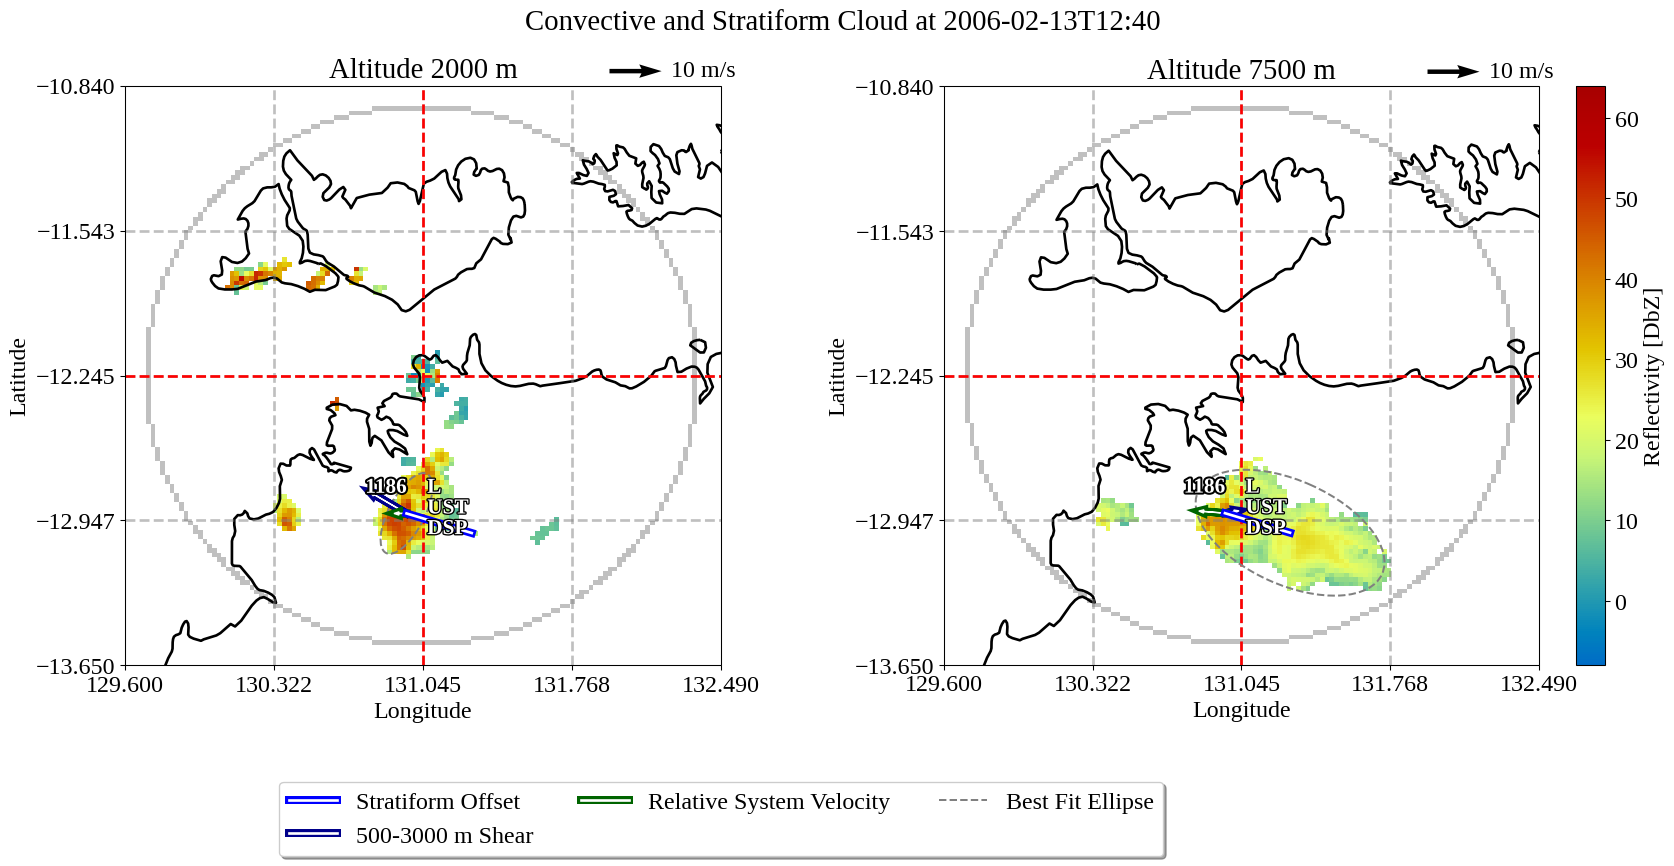 Convective and Stratiform Cloud at 2006-02-13T12:40
Altitude 2000 m
10 m/s
−10.840
−11.543
−12.245
−12.947
−13.650
Latitude
1186
L
UST
DSP
129.600
130.322
131.045
131.768
132.490
Longitude
Altitude 7500 m
10 m/s
−10.840
−11.543
−12.245
−12.947
−13.650
Latitude
1186
L
UST
DSP
129.600
130.322
131.045
131.768
132.490
Longitude
60
50
40
30
20
10
0
Reflectivity [DbZ]
Stratiform Offset
500-3000 m Shear
Relative System Velocity
Best Fit Ellipse